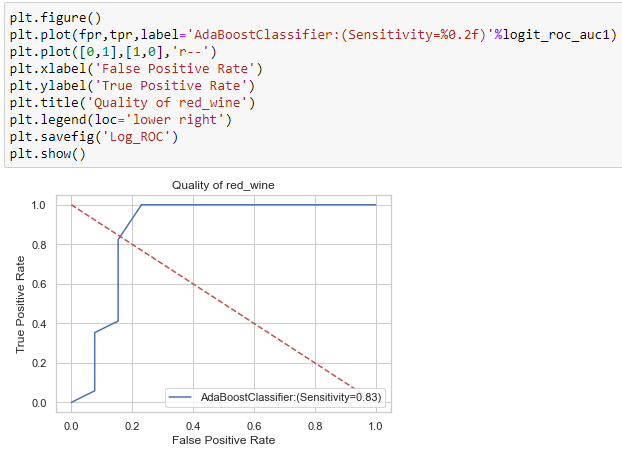 plt.figure()
plt.plot(fpr,tpr,label='AdaBoostClassifier:(Sensitivity=%0.2f)'%logit_roc_auc1)
plt.plot([0,1],[1,0],'r--')
plt.xlabel('False Positive Rate')
plt.ylabel('True Positive Rate')
plt.title('Quality of red_wine')
plt.legend(loc='lower right')
plt.savefig('Log_ROC')
plt.show()
Quality of red_wine
True Positive Rate
1.0
0.8
0.6
0.4
0.2
0.0
AdaBoostClassifier:(Sensitivity=0.83)
0.0 0.2 0.4 0.6 0.8 1.0
False Positive Rate